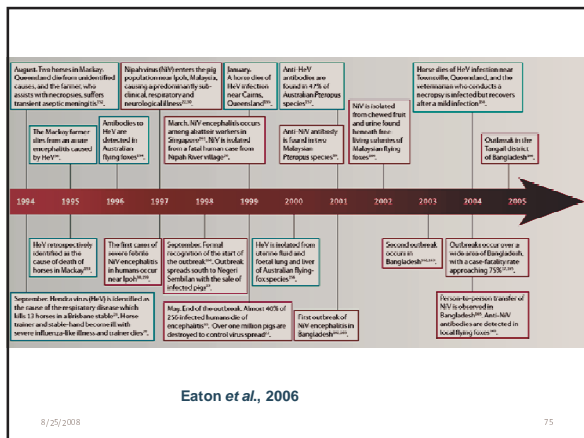 August. Two horses in Mackay,
Queensland die from unidentified
causes, and the farmer, who
assists with necropsies, suffers
transient aseptic meningitis
Nipah virus (NiV) enters the pig
population near Ipoh, Malaysia,
causing a predominantly sub-
clinical, respiratory and
neurological illness
January.
A horse dies of
HeV infection
near Cairns,
Queensland
Anti-HeV
antibodies are
found in 47% of
Australian Pteropus
species
Horse dies of HeV infection near
Townsville, Queensland, and the
veterinarian who conducts a
necropsy is infected but recovers
after a mild infection
The Mackay farmer
dies from an acute
encephalitis caused
by HeV
Antibodies to
HeV are
detected in
Australian
flying foxes
March. NiV encephalitis occurs
among abattoir workers in
Singapore. NiV is isolated
from a fatal human case from
Nipah River village
Anti-NiV antibody
is found in two
Malaysian
Pteropus species
NiV is isolated
from chewed fruit
and urine found
beneath free
living colonies of
Malaysian flying
foxes
Outbreak in the
Tangail district
of Bangladesh
1994 1995 1996 1997 1998 1999 2000 2001 2002 2003 2004 2005
HeV retrospectively
identified as the
cause of death of
horses in Mackay
The first cases of
severe febrile
NiV encephalitis
in humans occur
near Ipoh
September. Formal
recognition of the start of
the outbreak. Outbreak
spreads south to Negeri
Sembilan with the sale of
infected pigs
HeV is isolated from
uterine fluid and
foetal lung and liver
of Australian flying-
fox species
Second outbreak
occurs in
Bangladesh
Outbreaks occur over a
wide area of Bangladesh,
with a case-fatality rate
approaching 75%
September. Hendra virus (HeV) is identified as
the cause of the respiratory disease which
kills 13 horses in a Brisbane stable. Horse
trainer and stable-hand become ill with
severe influenza-like illness and trainer dies
May. End of the outbreak. Almost 40% of
256 infected humans die of
encephalitis. Over one million pigs are
destroyed to control virus spread
First outbreak of
NiV encephalitis in
Bangladesh
Person-to-person transfer of
NiV is observed in
Bangladesh. Anti-NiV
antibodies are detected in
local flying foxes
Eaton et al., 2006
8/25/2008
75